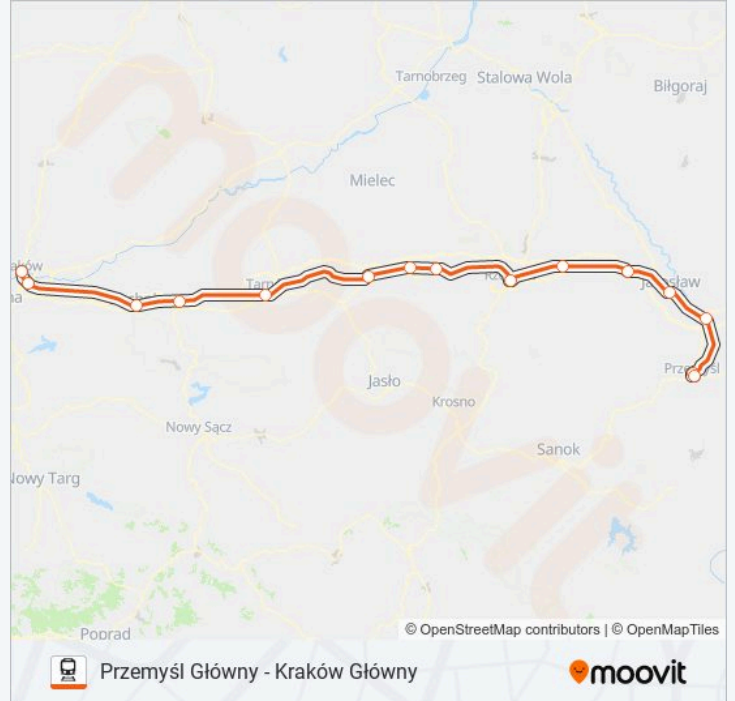 Tarnobrzeg
Stalowa Wola
Biłgoraj
Mielec
Jasło
Krosno
Nowy Sącz
Sanok
Nowy Targ
Poprad
© OpenStreetMap contributors | © OpenMapTiles
Przemyśl Główny - Kraków Główny
moovit